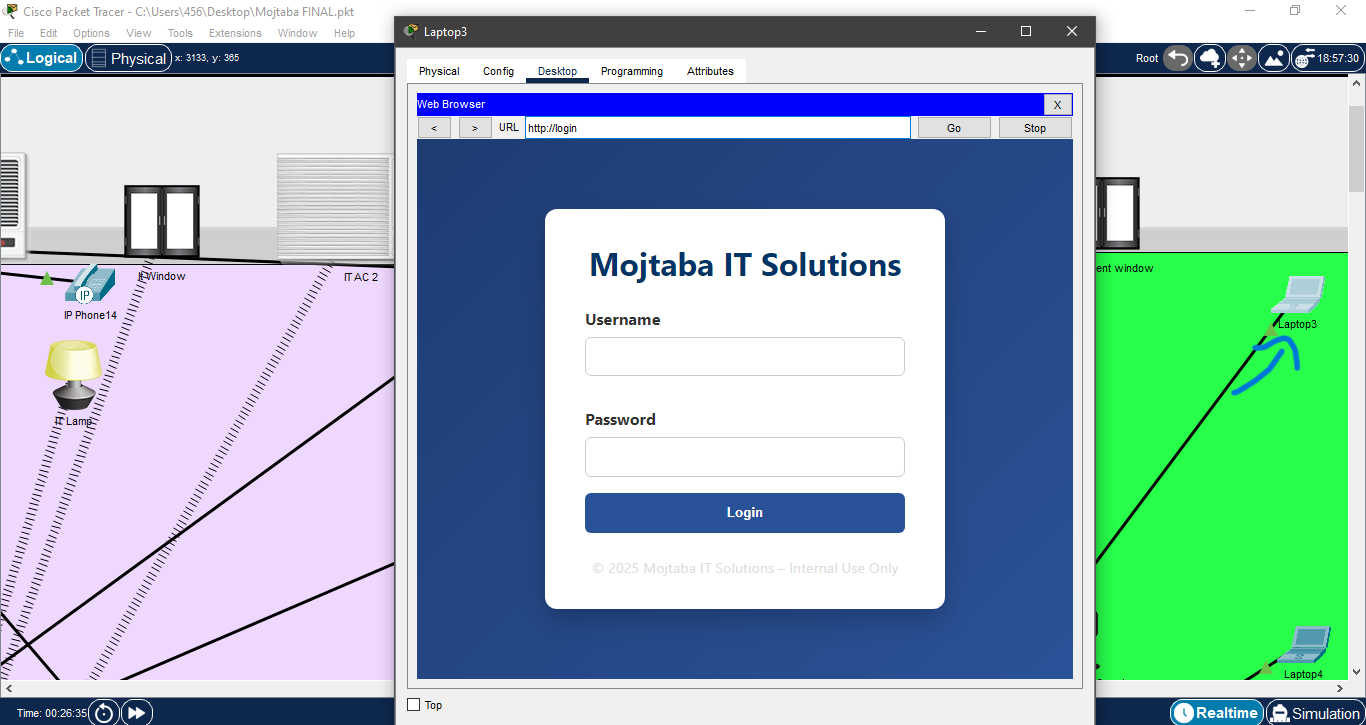 Cisco Packet Tracer - C:\Users\456\Desktop\Mojtaba FINAL.pkt
File Edit Options View Tools Extensions Window Help
Logical Physical x: 3133, y: 365
Root 18:57:30
Laptop3
Physical Config Desktop Programming Attributes
Web Browser X
< > URL http://login Go Stop
Mojtaba IT Solutions
Username
Password
Login
© 2025 Mojtaba IT Solutions – Internal Use Only
Top
It Window
IT AC 2
IP
IP Phone14
IT Lamp
ent window
Laptop3
Laptop4
Time: 00:26:35
Realtime Simulation